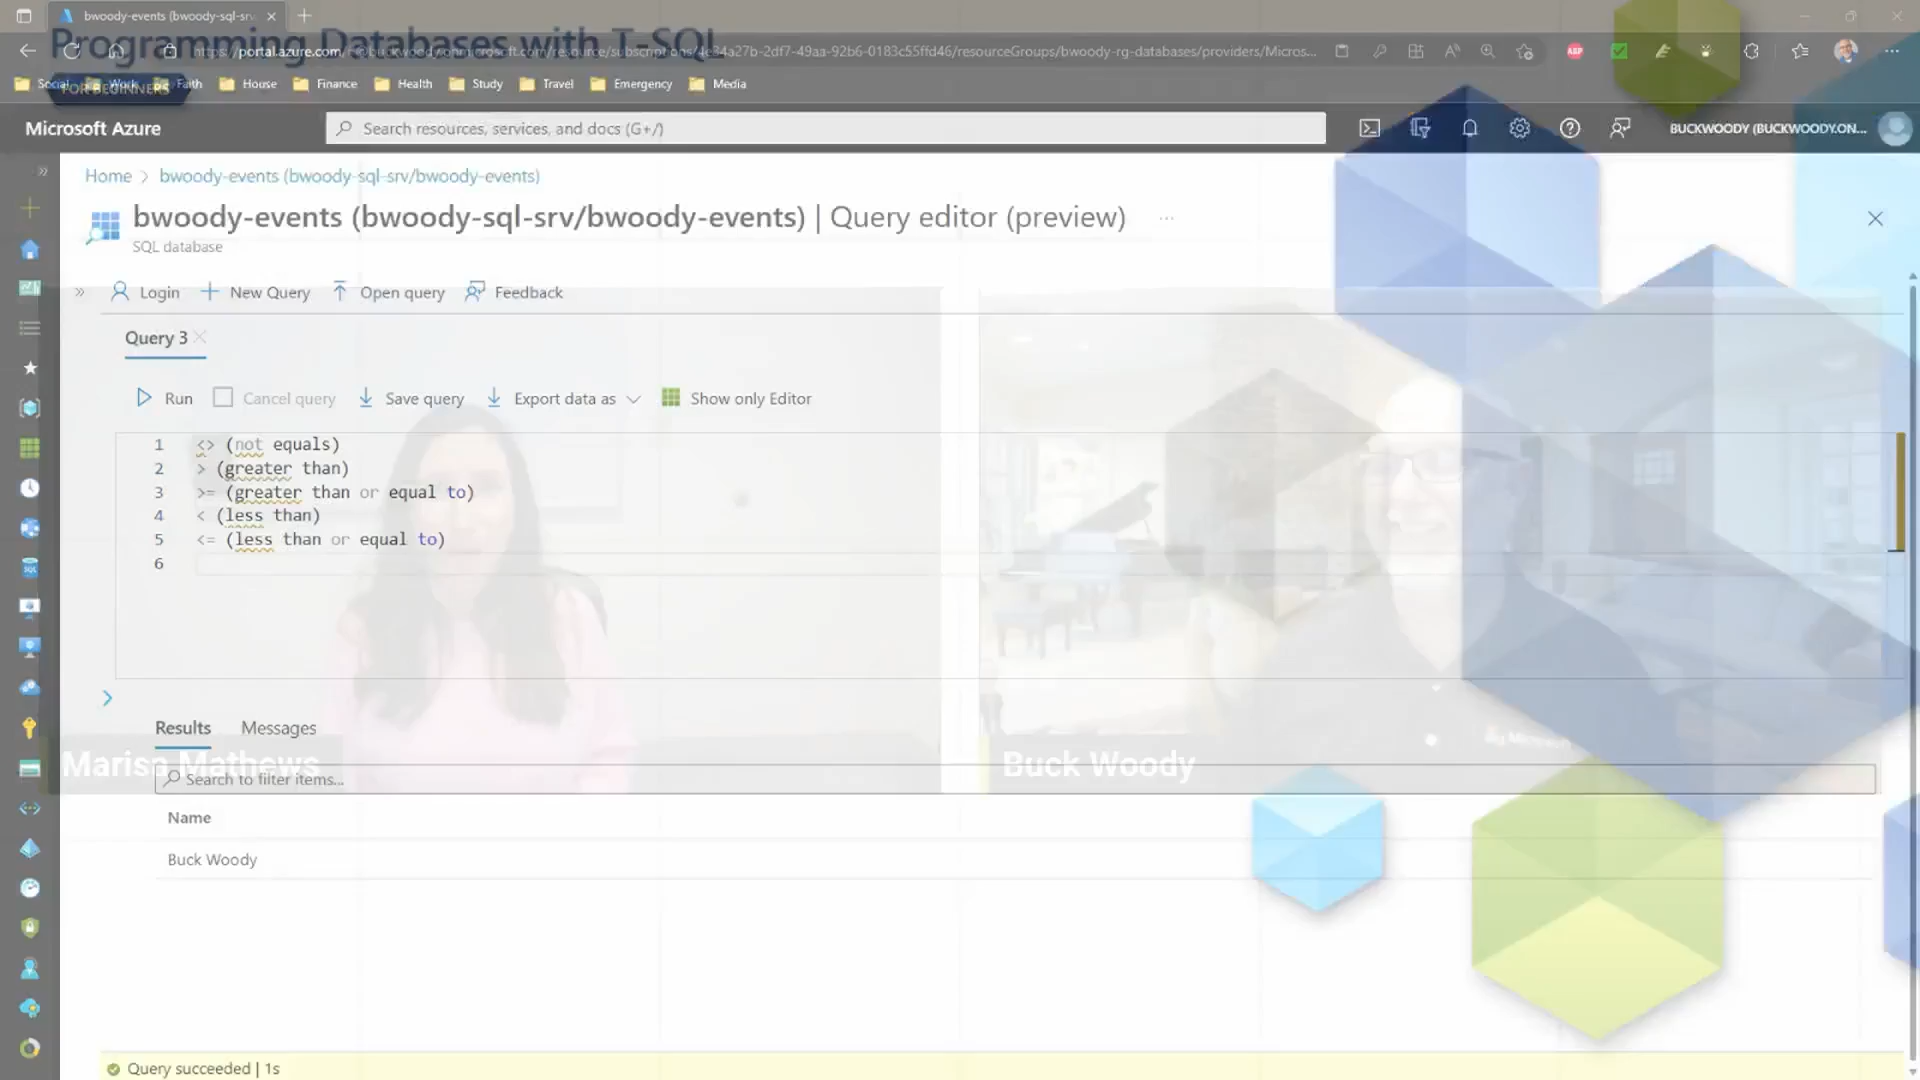 bwoody-events (bwoody-sql-srv
Programming Databases with T-SQL
FOR BEGINNERS
Social
Work
Faith
House
Finance
Health
Study
Travel
Emergency
Media
Microsoft Azure
Search resources, services, and docs (G+/)
BUCKWOODY (BUCKWOODY.ON...
Home > bwoody-events (bwoody-sql-srv/bwoody-events)
bwoody-events (bwoody-sql-srv/bwoody-events) | Query editor (preview) ...
SQL database
Login
New Query
Open query
Feedback
Query 3
Run
Cancel query
Save query
Export data as
Show only Editor
1 <> (not equals)
2 > (greater than)
3 >= (greater than or equal to)
4 < (less than)
5 <= (less than or equal to)
6
Results
Messages
Marisa Mathews
Buck Woody
Search to filter items...
Name
Buck Woody
Query succeeded | 1s